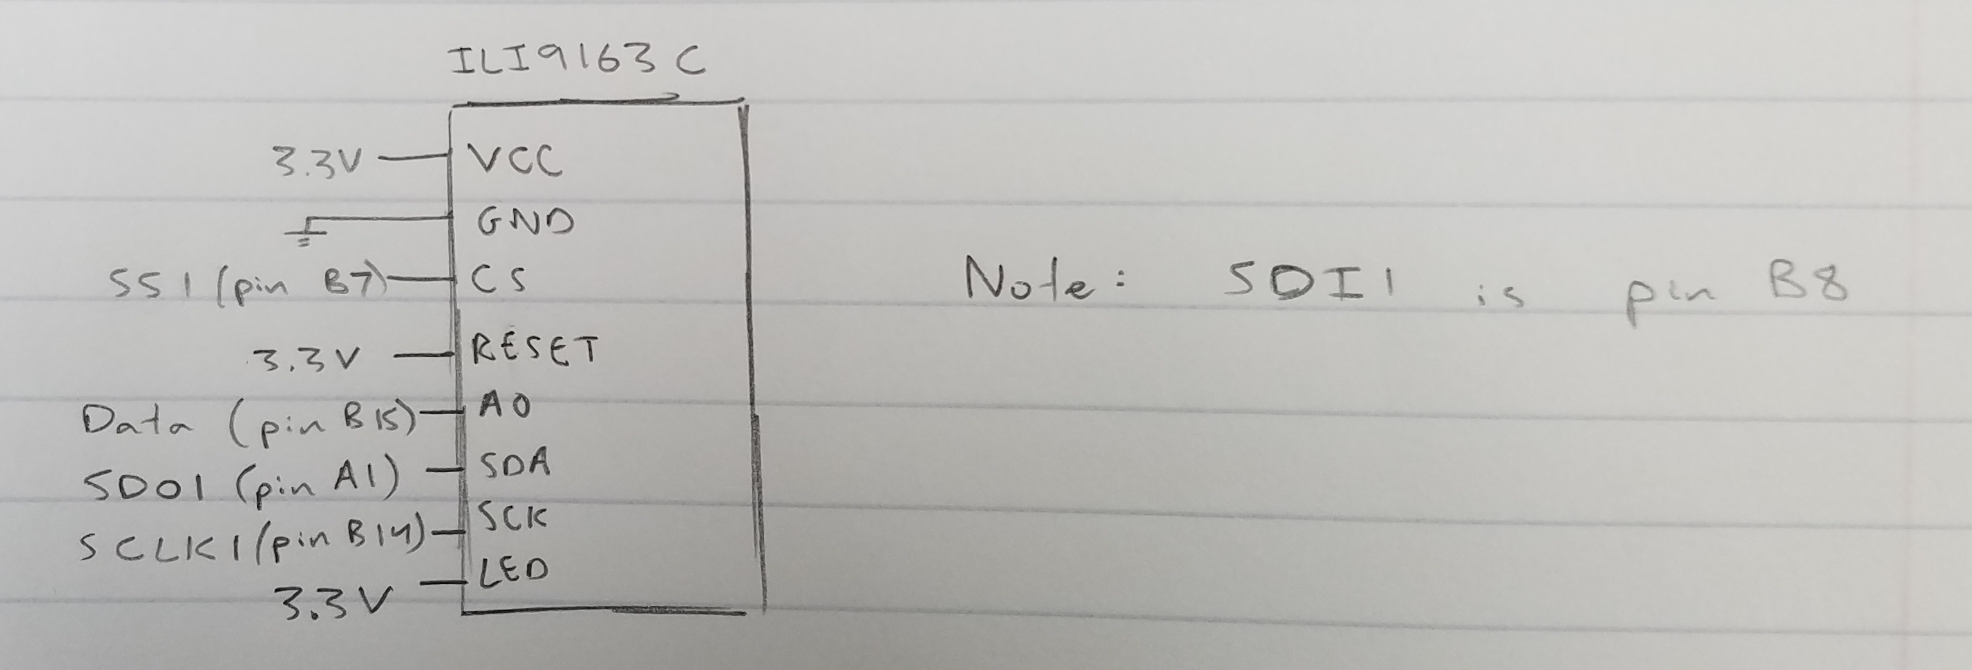 ILI9163C
3.3V VCC
GND
SS1 (pin B7) CS
Note: SDI1 is pin B8
3.3V RESET
Data (pin B15) A0
SDO1 (pin A1) SDA
SCLK1 (pin B14) SCK
3.3V LED